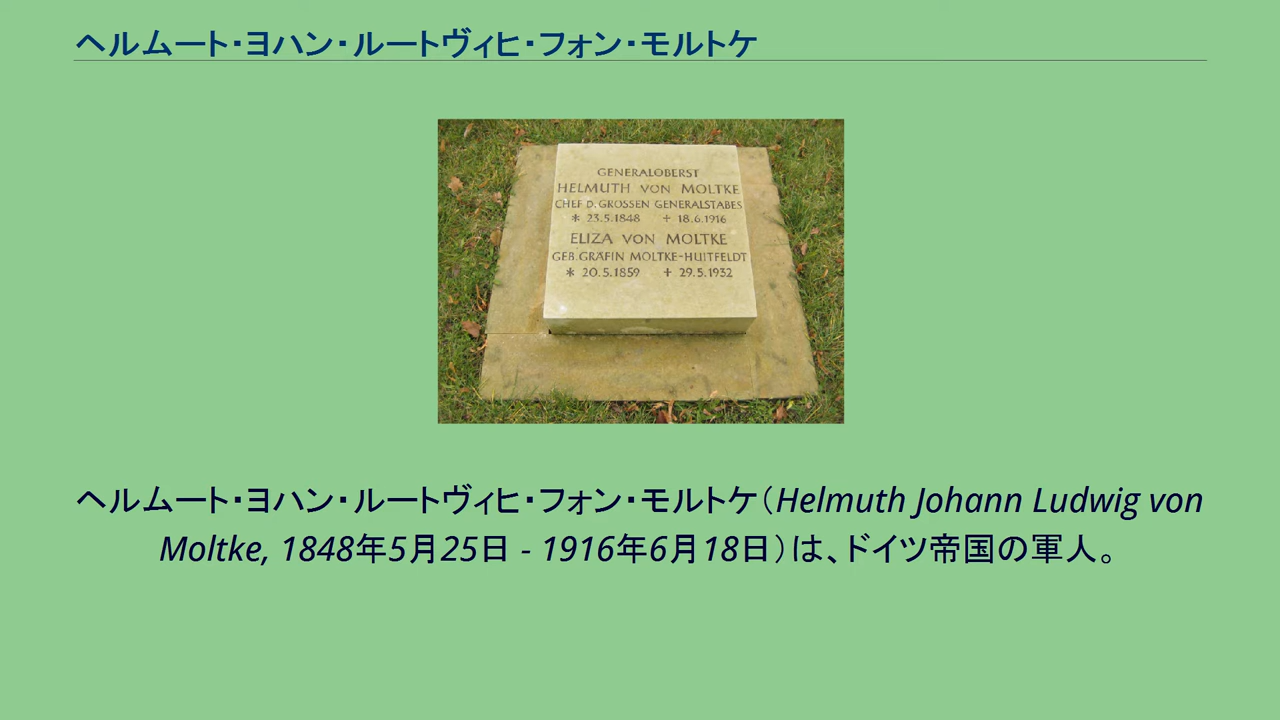 ヘルムート・ヨハン・ルートヴィヒ・フォン・モルトケ
GENERALOBERST
HELMUTH VON MOLTKE
CHEF D. GROSSEN GENERALSTABES
* 23.5.1848 + 18.6.1916
ELIZA VON MOLTKE
GEB. GRÄFIN MOLTKE-HUITFELDT
* 20.5.1859 + 29.5.1932
ヘルムート・ヨハン・ルートヴィヒ・フォン・モルトケ（Helmuth Johann Ludwig von
Moltke, 1848年5月25日 - 1916年6月18日）は、ドイツ帝国の軍人。